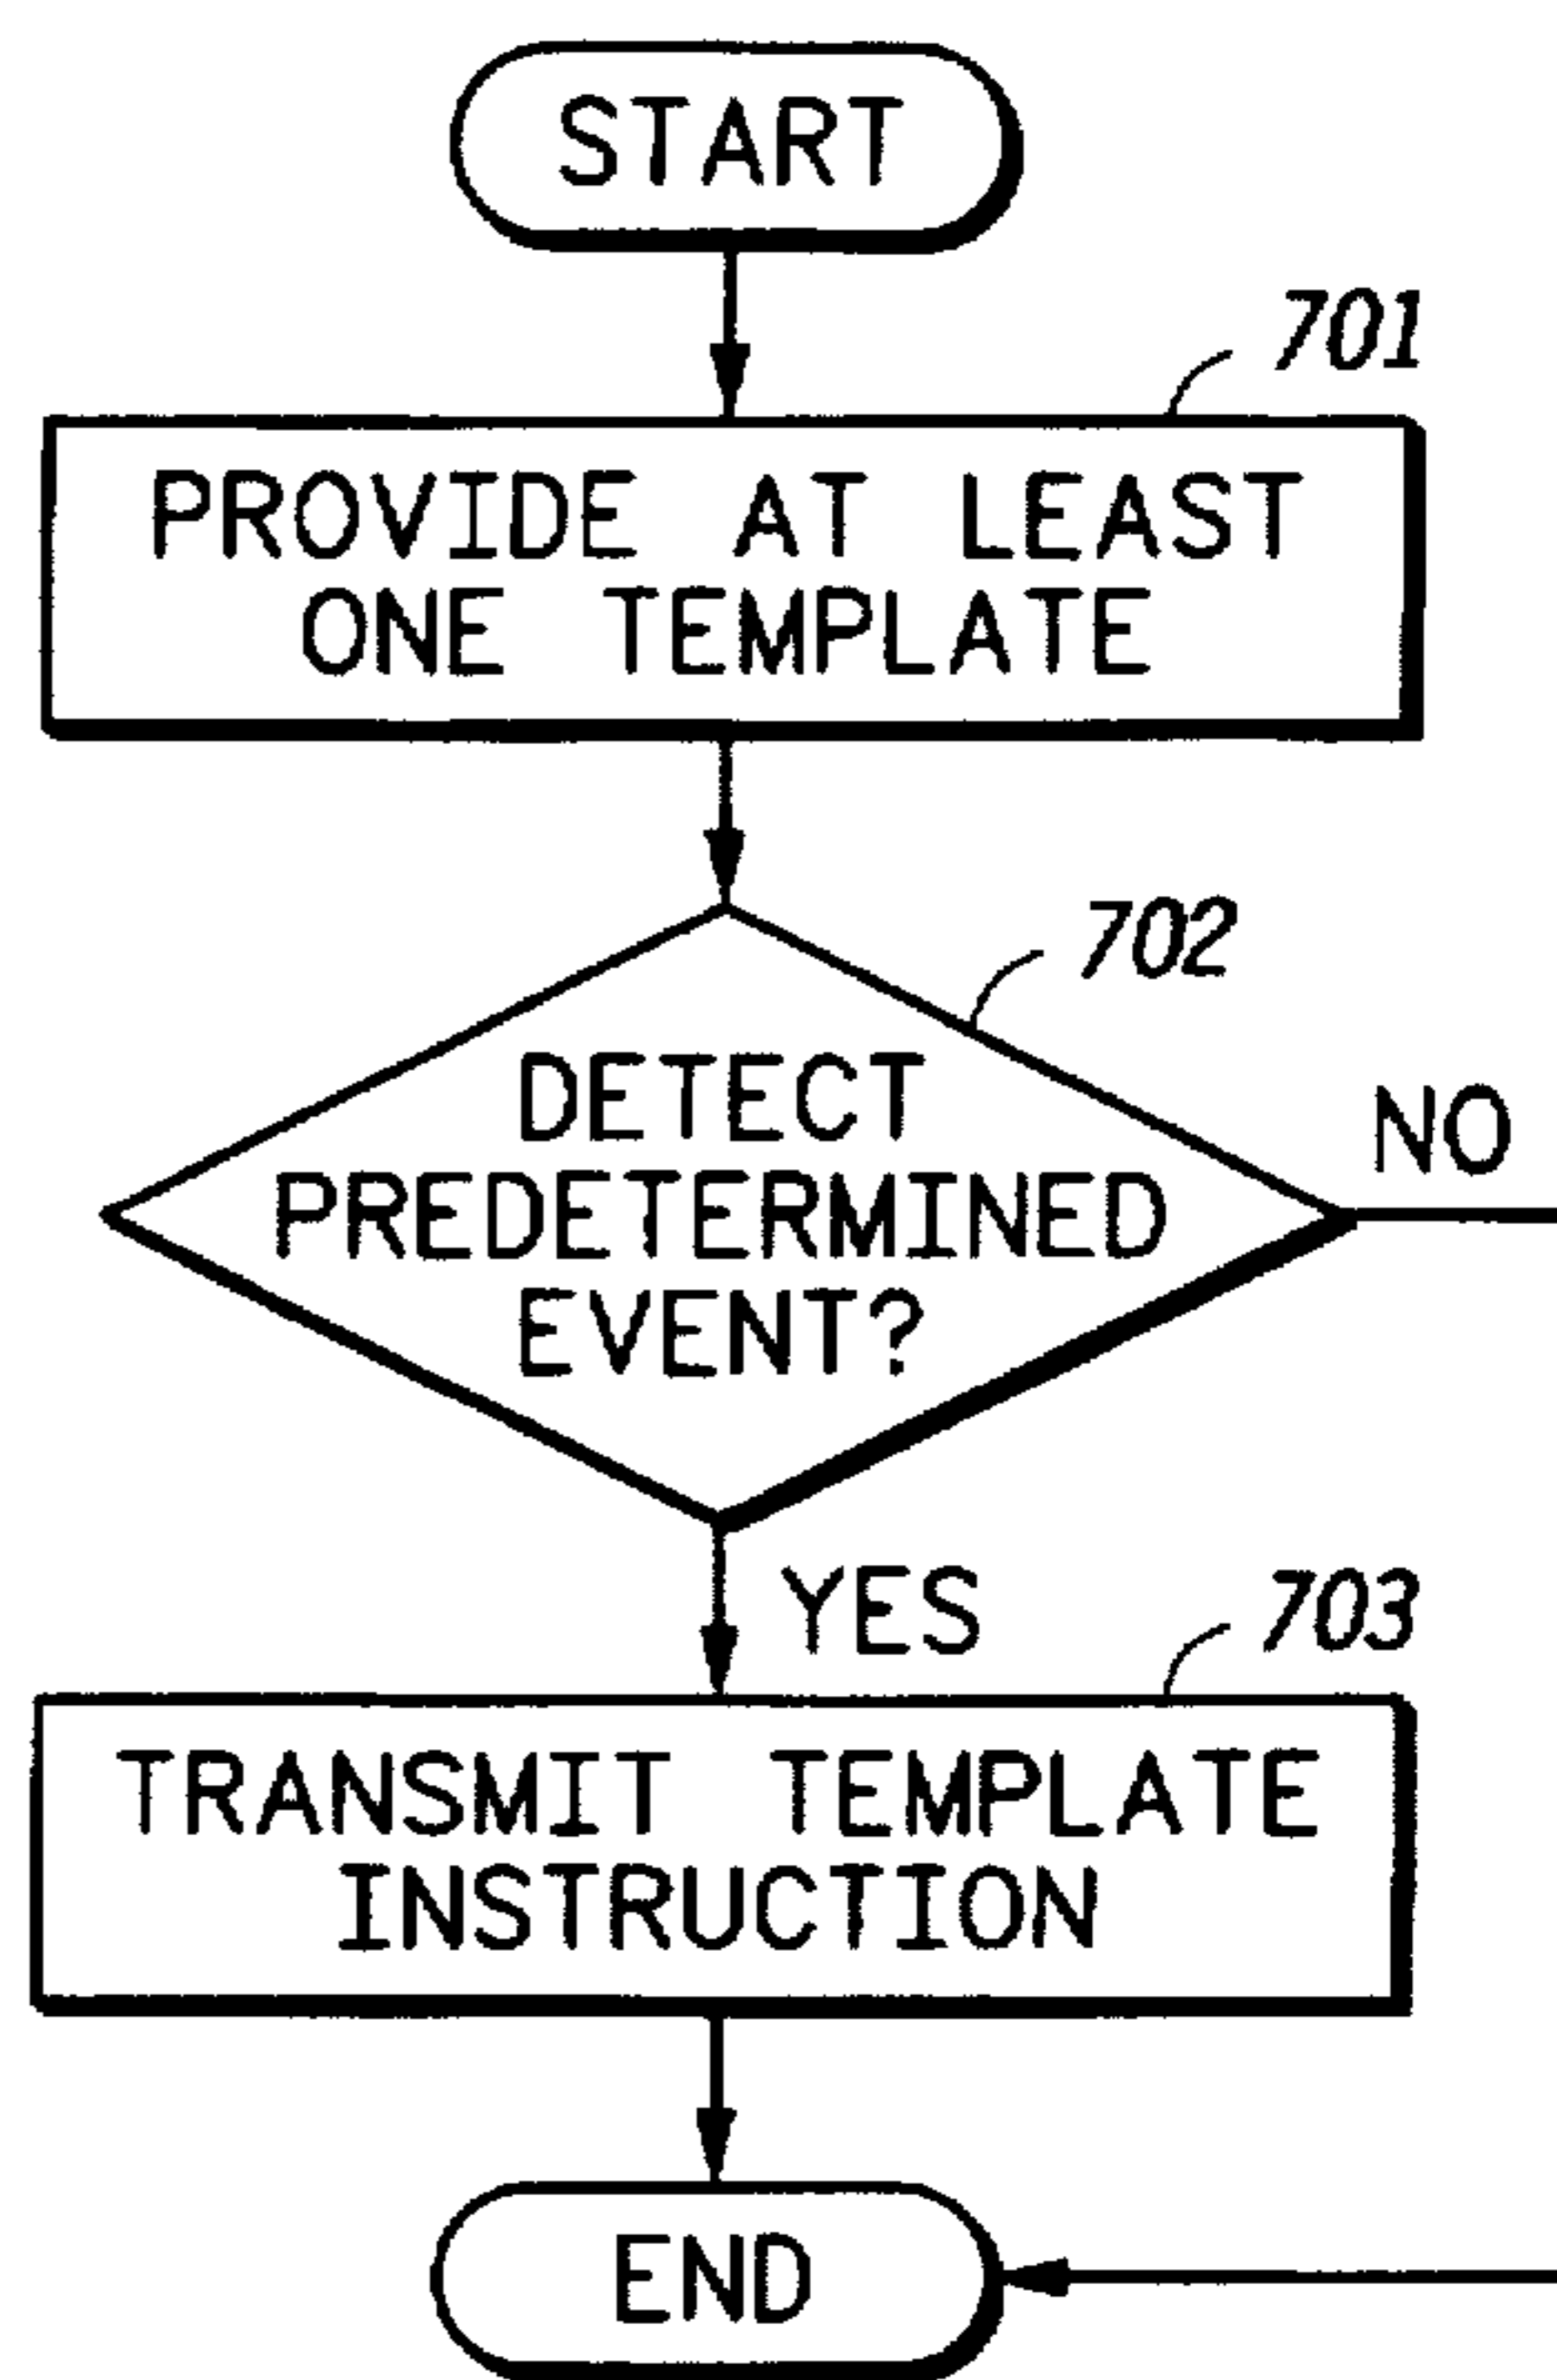 START
701
PROVIDE AT LEAST
ONE TEMPLATE
702
DETECT
PREDETERMINED
EVENT?
NO
YES
703
TRANSMIT TEMPLATE
INSTRUCTION
END